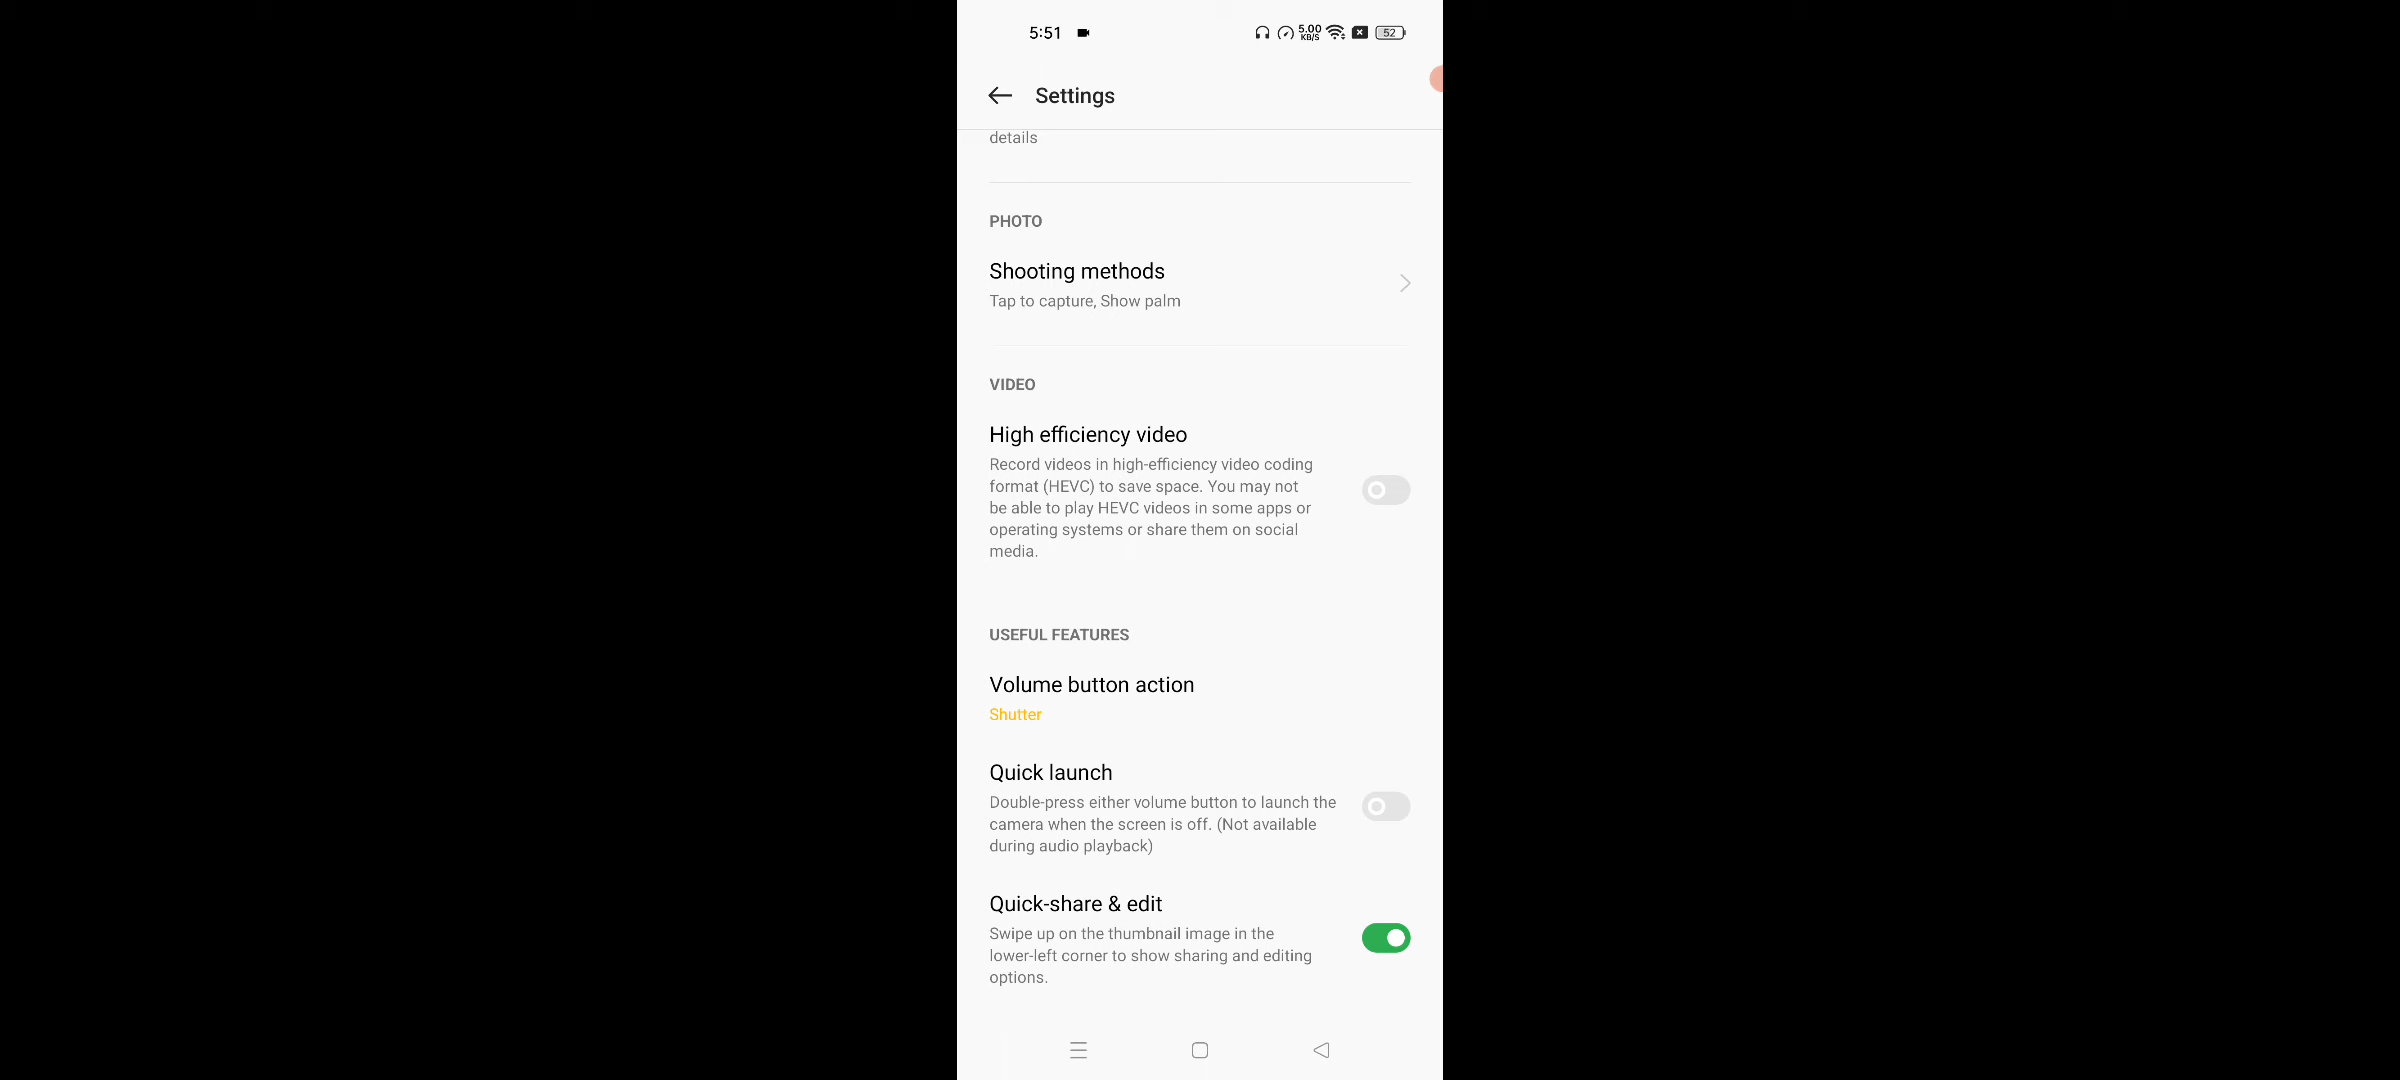 5:51
5.00
KB/S
52
Settings
details
PHOTO
Shooting methods
Tap to capture, Show palm
VIDEO
High efficiency video
Record videos in high-efficiency video coding
format (HEVC) to save space. You may not
be able to play HEVC videos in some apps or
operating systems or share them on social
media.
USEFUL FEATURES
Volume button action
Shutter
Quick launch
Double-press either volume button to launch the
camera when the screen is off. (Not available
during audio playback)
Quick-share & edit
Swipe up on the thumbnail image in the
lower-left corner to show sharing and editing
options.